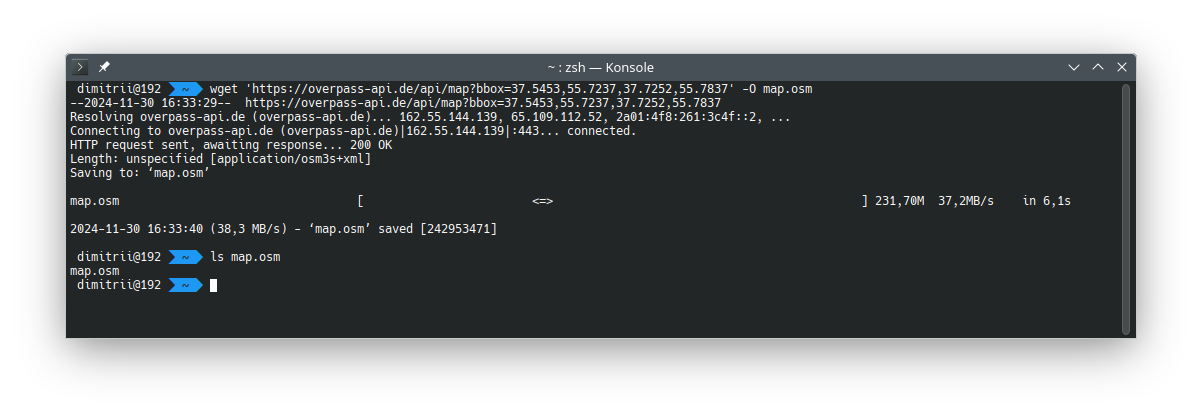 ~ : zsh — Konsole
dimitrii@192 ~ wget 'https://overpass-api.de/api/map?bbox=37.5453,55.7237,37.7252,55.7837' -O map.osm
--2024-11-30 16:33:29--  https://overpass-api.de/api/map?bbox=37.5453,55.7237,37.7252,55.7837
Resolving overpass-api.de (overpass-api.de)... 162.55.144.139, 65.109.112.52, 2a01:4f8:261:3c4f::2, ...
Connecting to overpass-api.de (overpass-api.de)|162.55.144.139|:443... connected.
HTTP request sent, awaiting response... 200 OK
Length: unspecified [application/osm3s+xml]
Saving to: ‘map.osm’
map.osm [ <=> ] 231,70M 37,2MB/s in 6,1s
2024-11-30 16:33:40 (38,3 MB/s) - ‘map.osm’ saved [242953471]
dimitrii@192 ~ ls map.osm
map.osm
dimitrii@192 ~